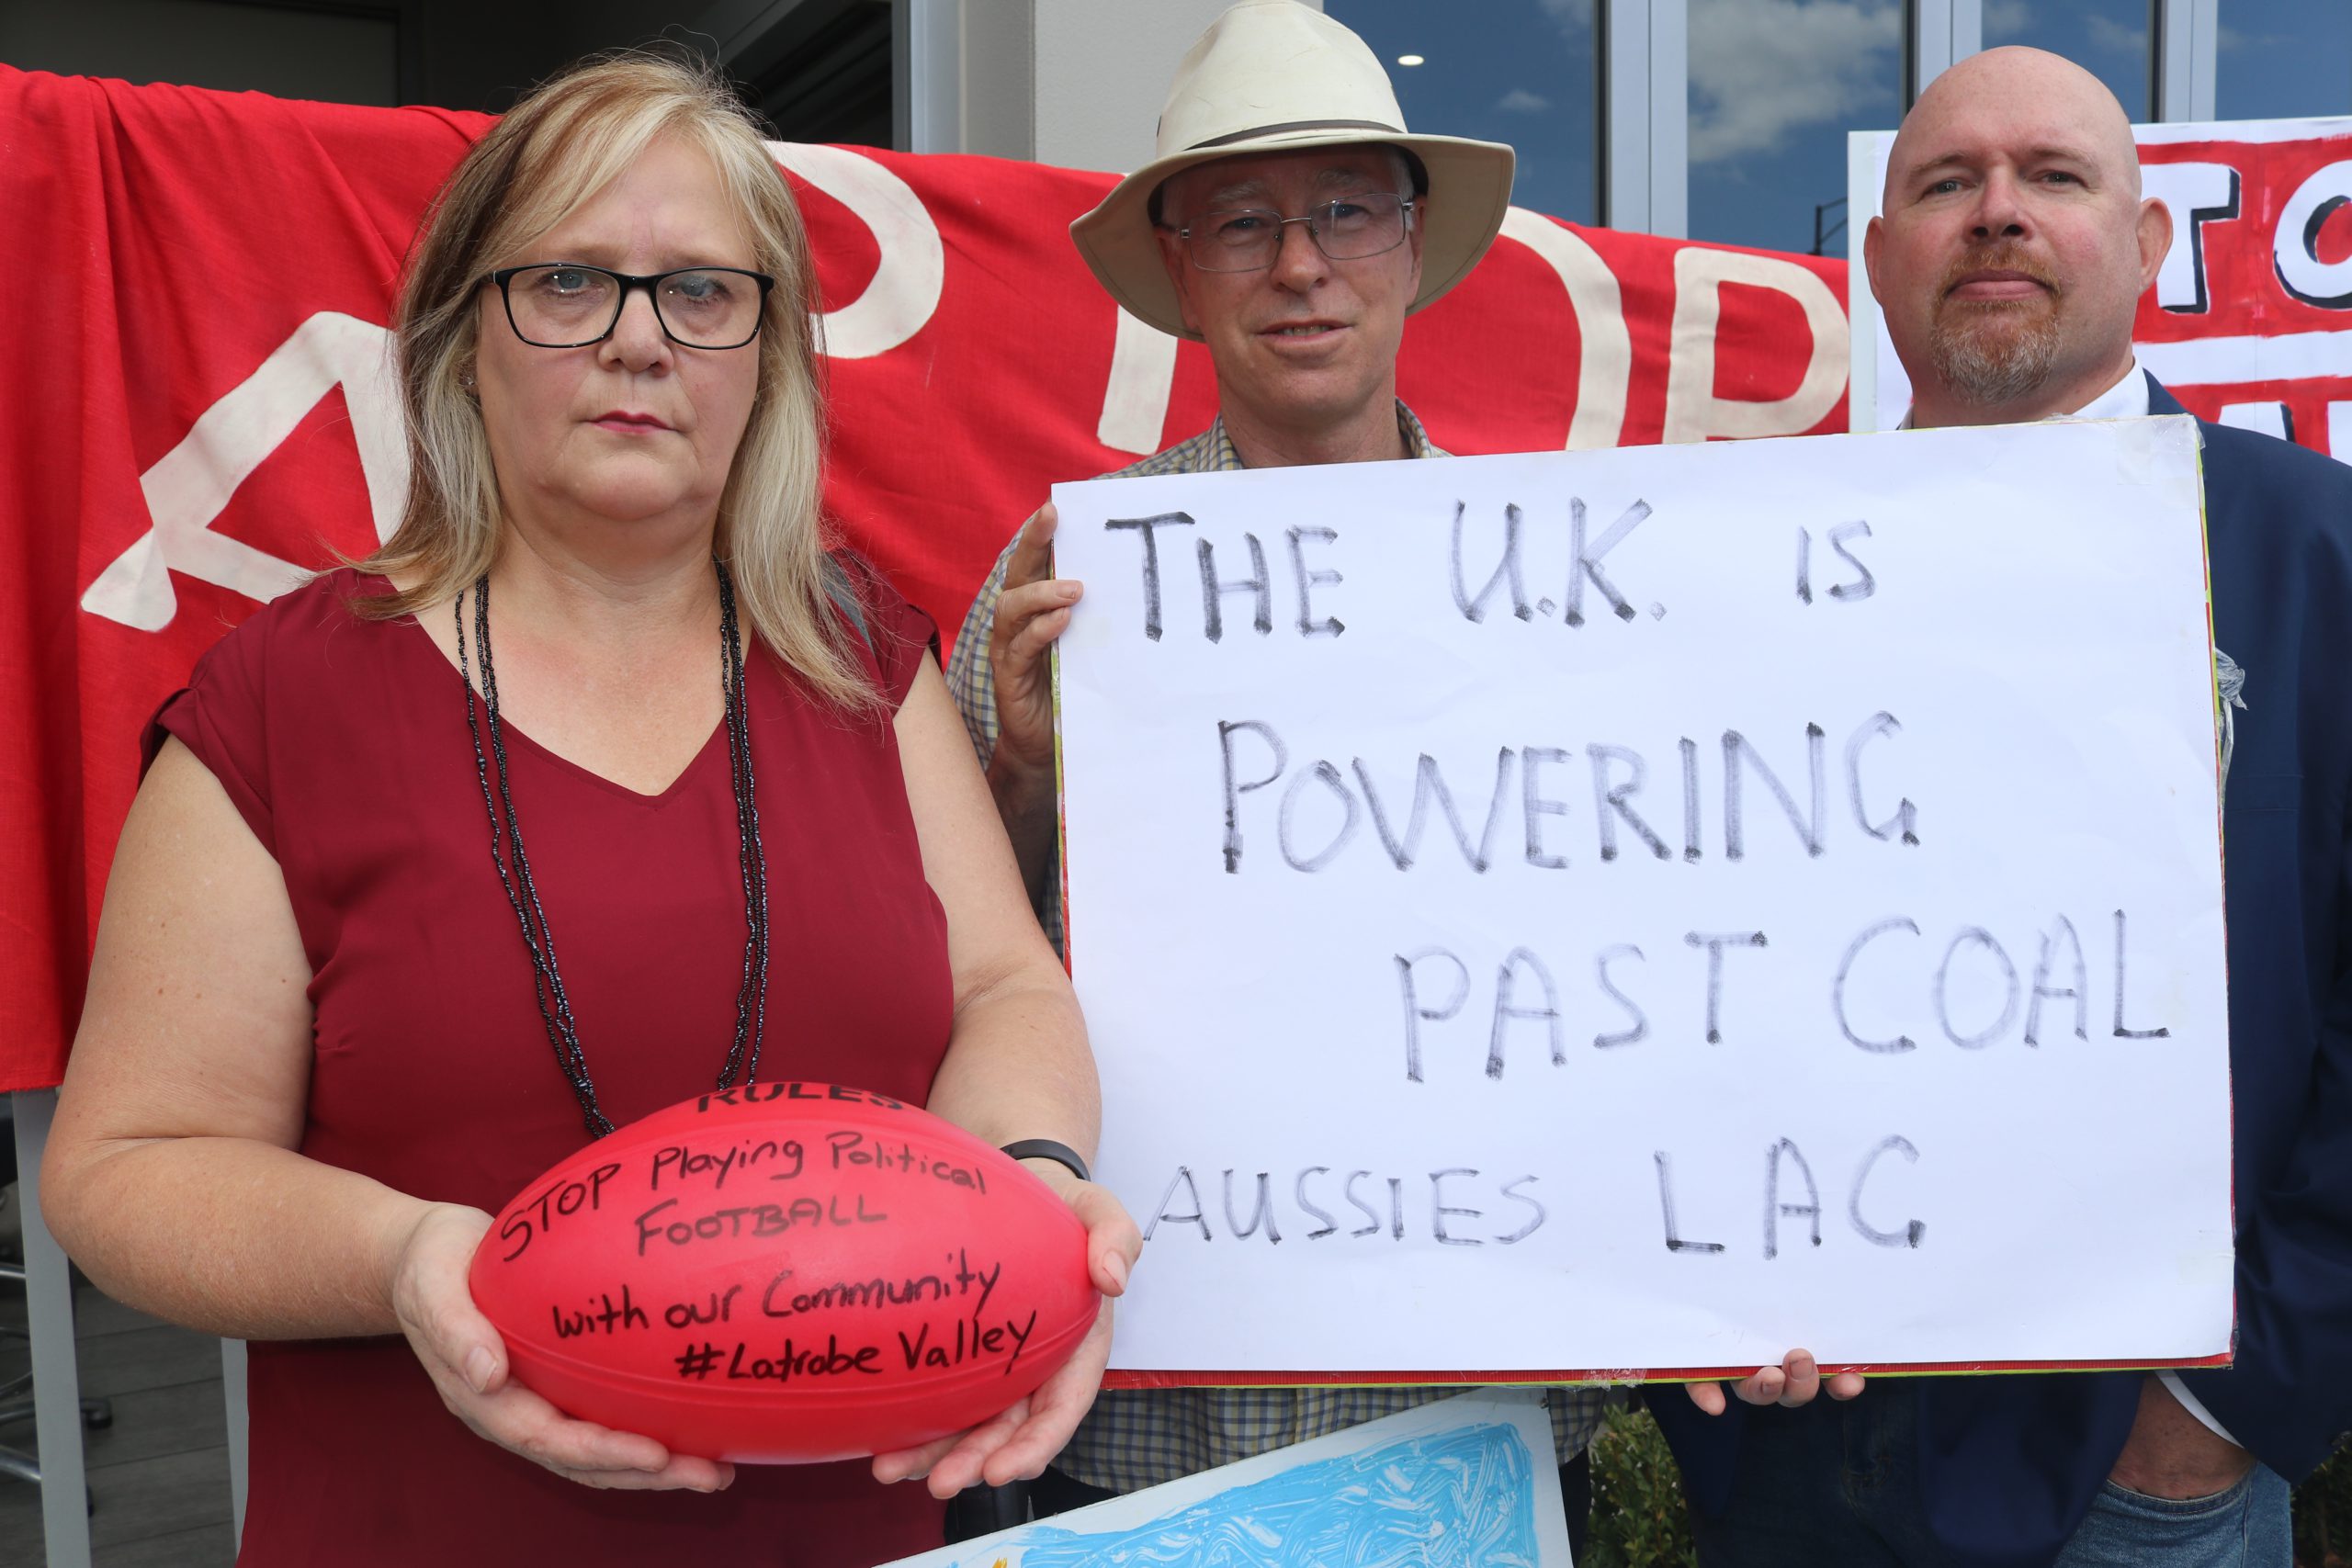 THE U.K. IS
POWERING
PAST COAL
AUSSIES LAG
RULES
STOP Playing Political
FOOTBALL
with our Community
#Latrobe Valley